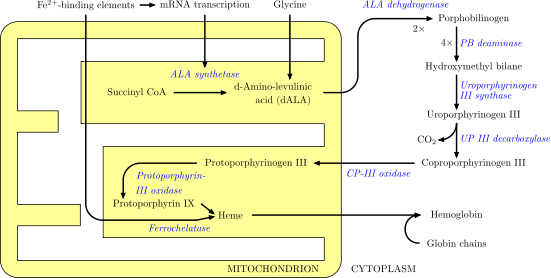 Fe²⁺-binding elements
mRNA transcription
Glycine
ALA dehydrogenase
Porphobilinogen
2×
4×
PB deaminase
ALA synthetase
Hydroxymethyl bilane
Succinyl CoA
d-Amino-levulinic
acid (dALA)
Uroporphyrinogen
III synthase
Uroporphyrinogen III
CO₂
UP III decarboxylase
Protoporphyrinogen III
CP-III oxidase
Coproporphyrinogen III
Protoporphyrin-
III oxidase
Protoporphyrin IX
Heme
Hemoglobin
Ferrochelatase
Globin chains
MITOCHONDRION
CYTOPLASM